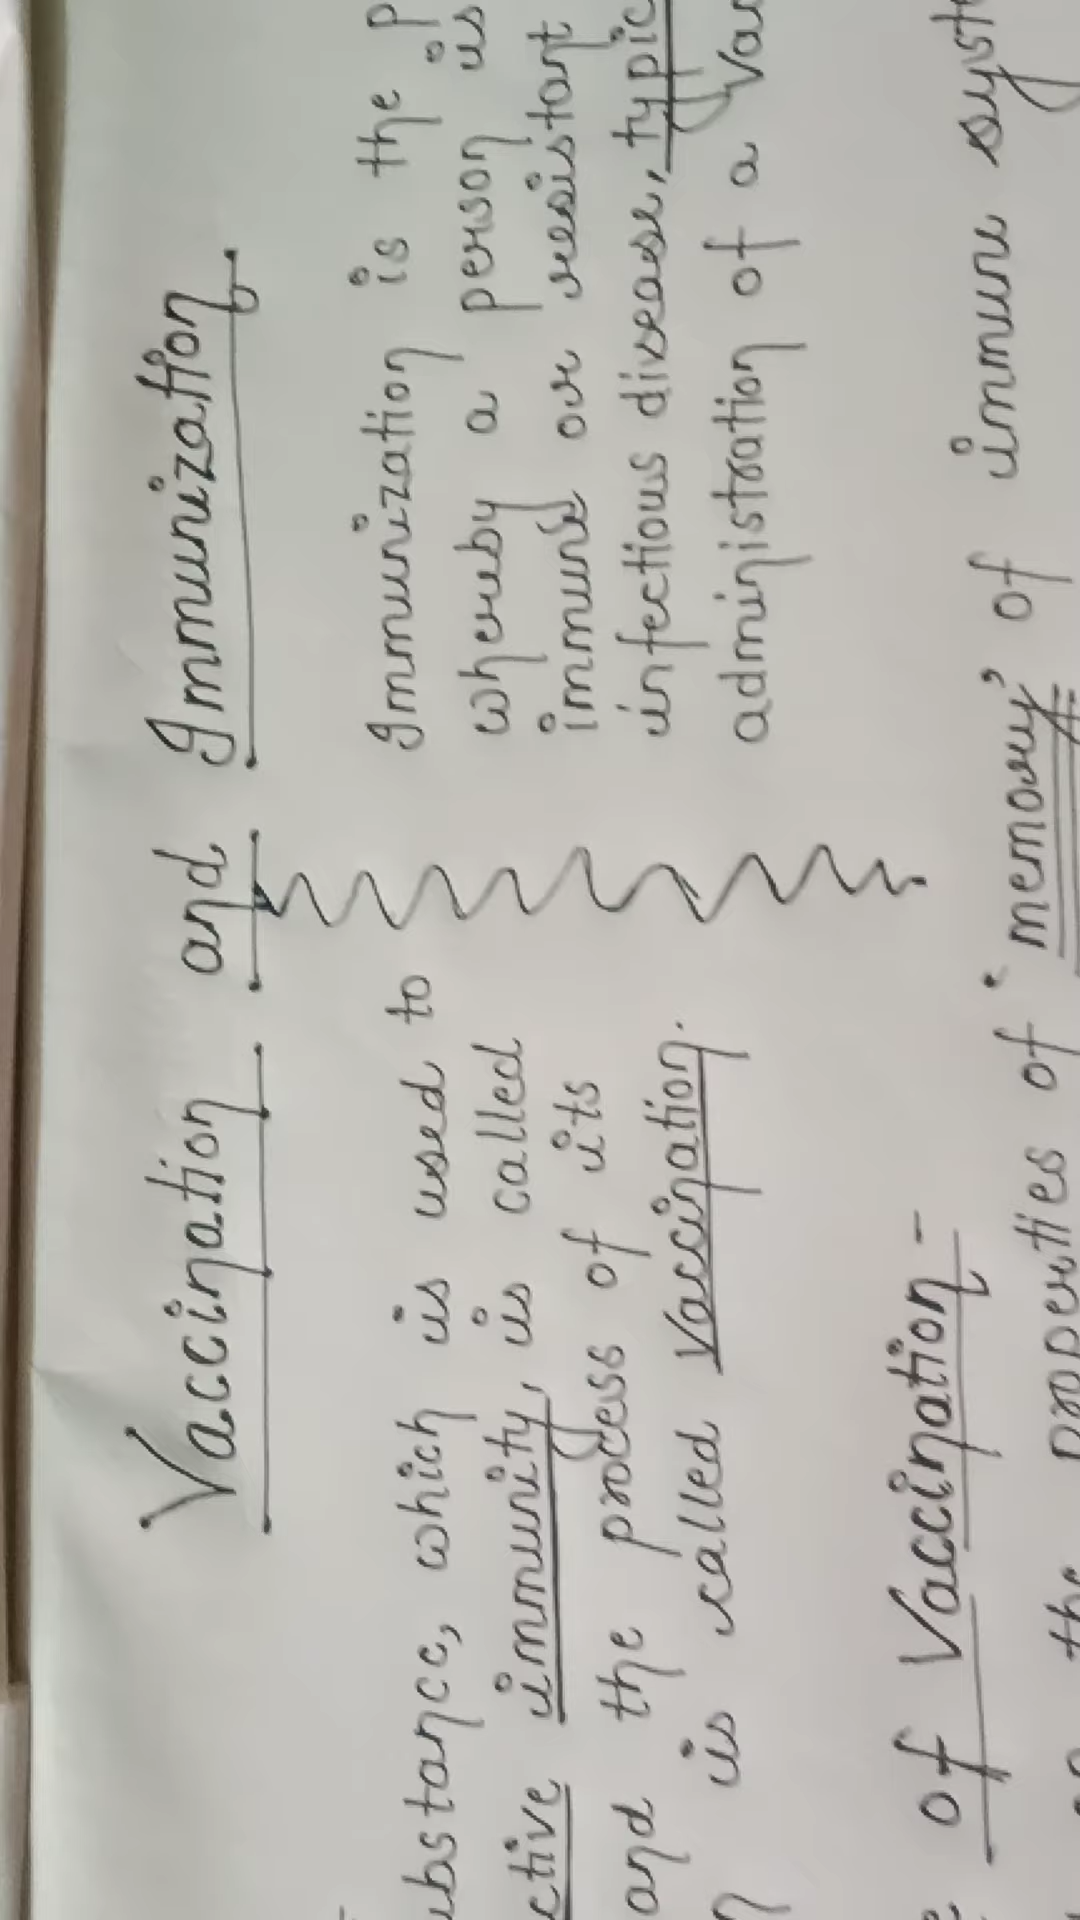 Vaccination and Immunization
ubstance, which is used to
ctive immunity, is called
and the process of its
is called Vaccination.
Immunization is the p
whereby a person is
immune or resistant
infectious disease, typic
administration of a Vac
of Vaccination -
the properties of 'memory' of immune syst